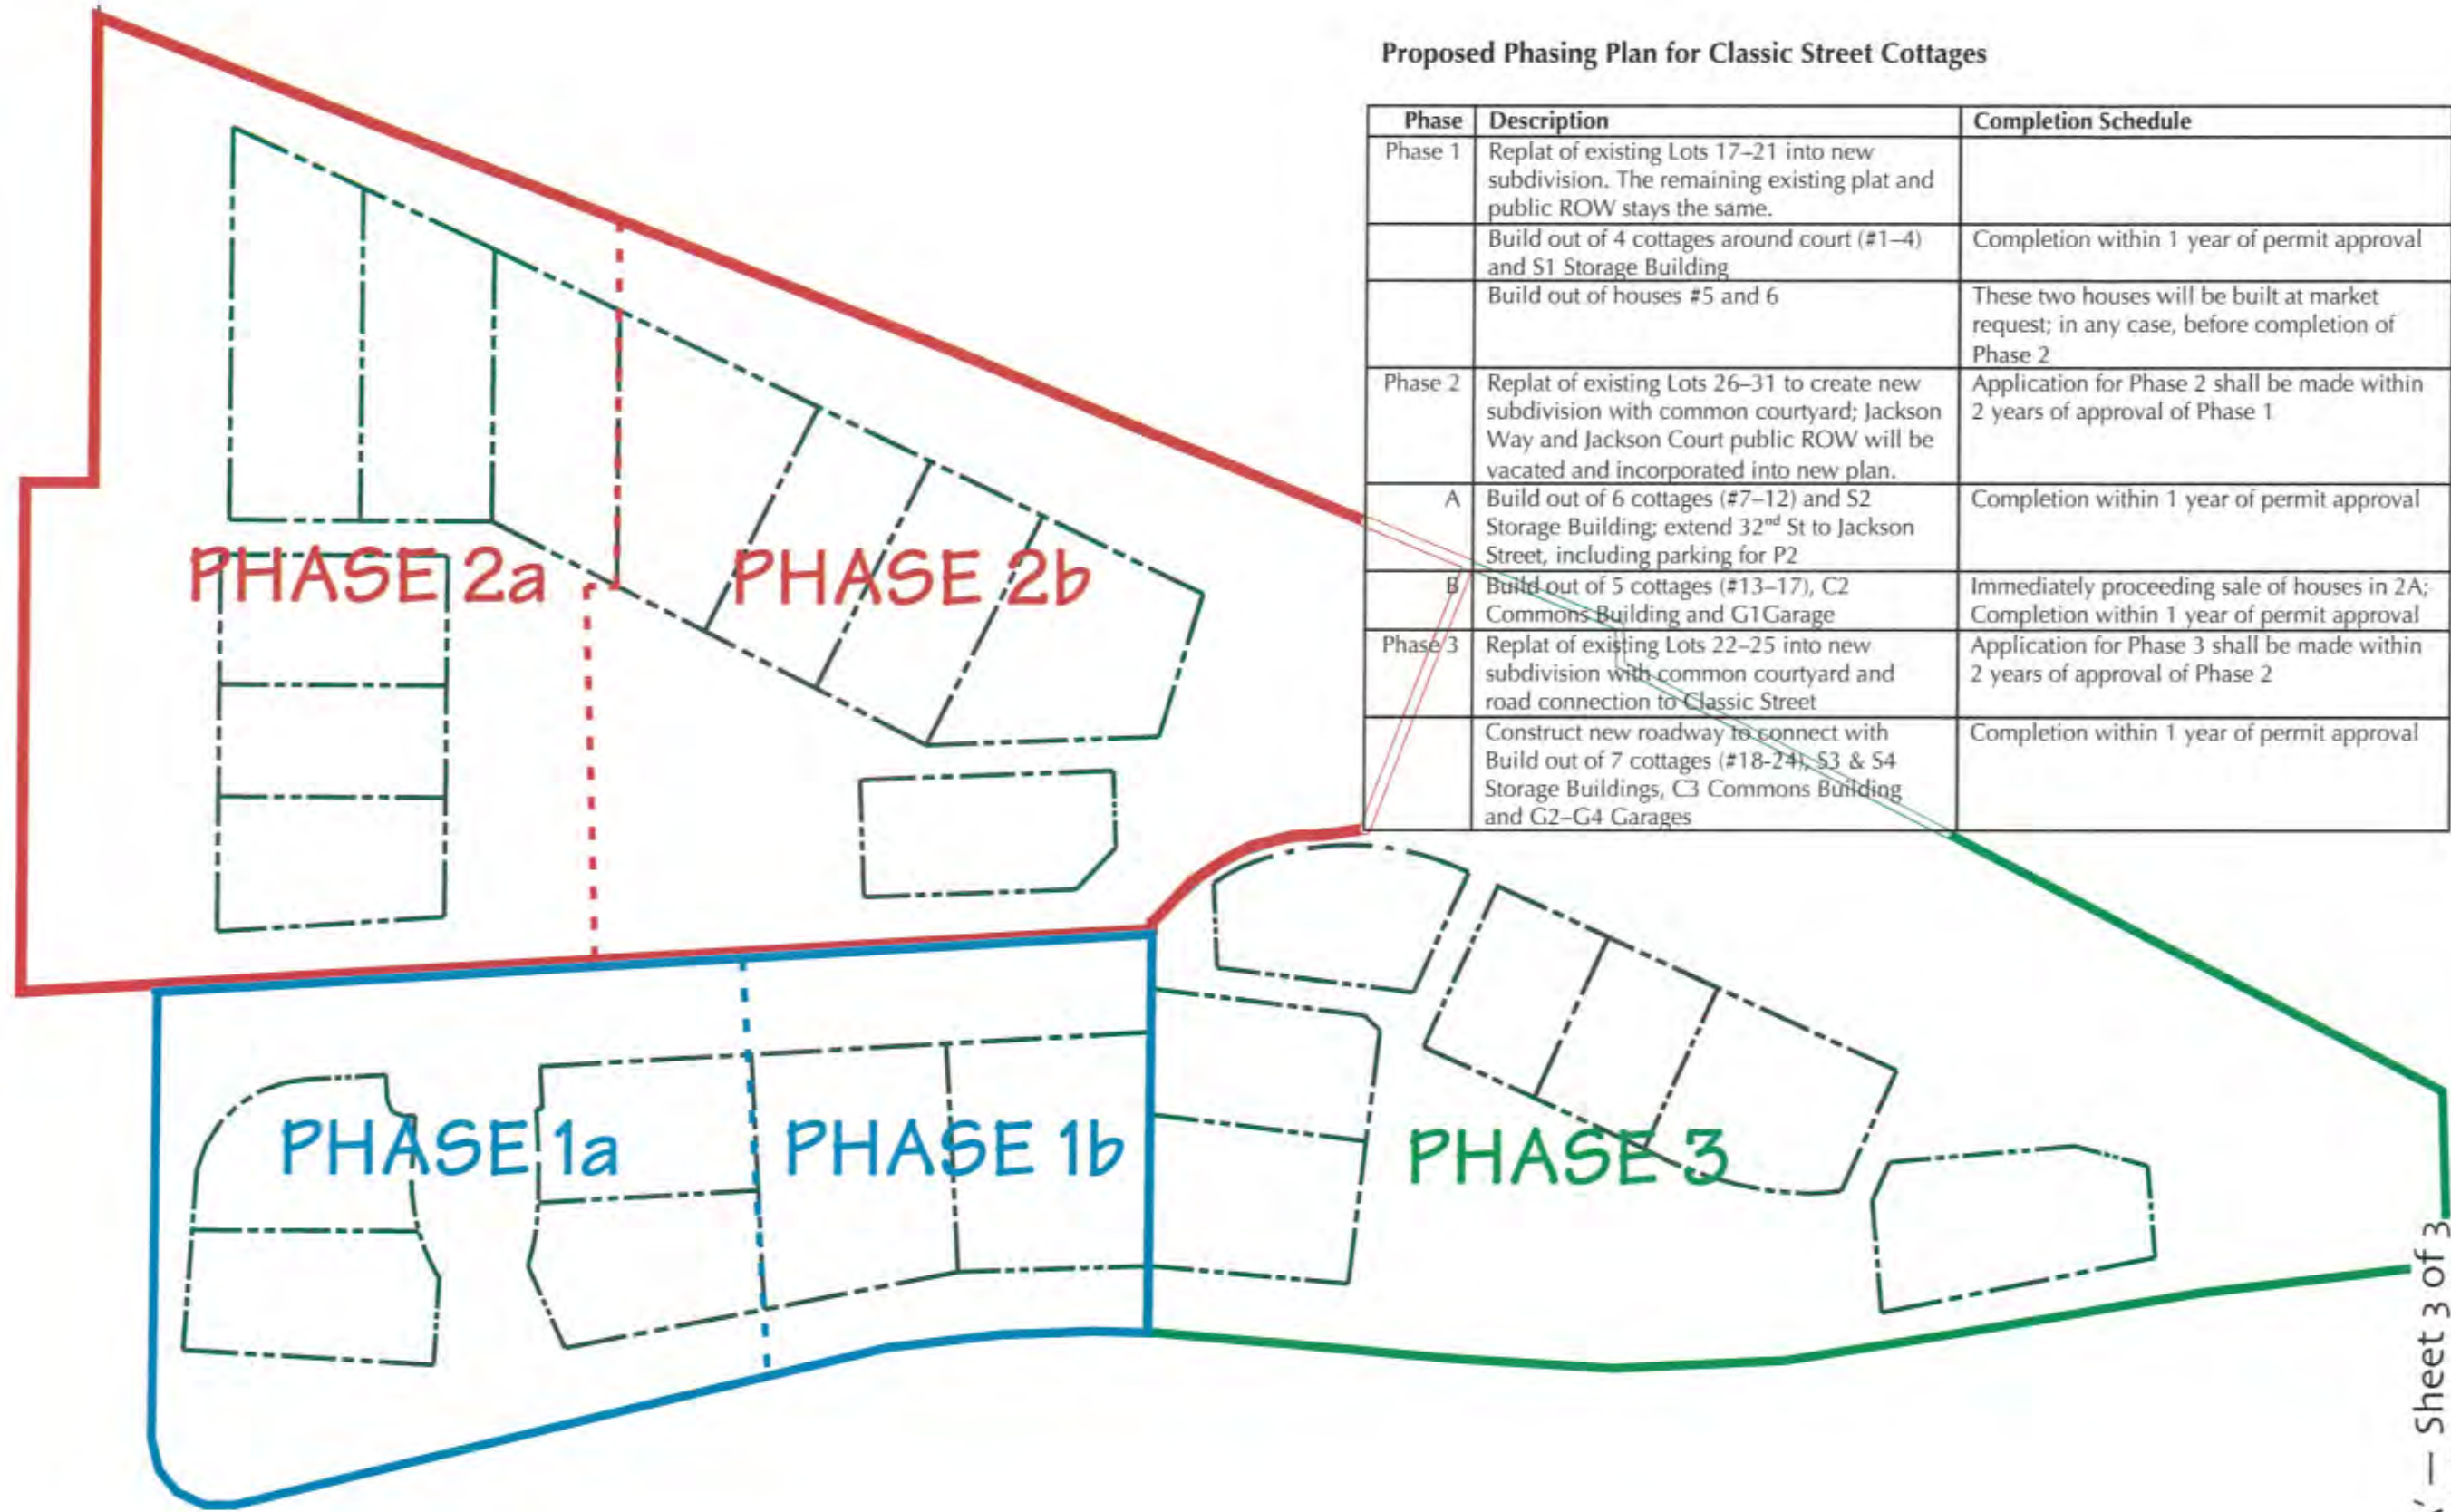 Proposed Phasing Plan for Classic Street Cottages
Phase Description Completion Schedule
Phase 1 Replat of existing Lots 17–21 into new
subdivision. The remaining existing plat and
public ROW stays the same.
Build out of 4 cottages around court (#1–4) Completion within 1 year of permit approval
and S1 Storage Building
Build out of houses #5 and 6 These two houses will be built at market
request; in any case, before completion of
Phase 2
Phase 2 Replat of existing Lots 26–31 to create new Application for Phase 2 shall be made within
subdivision with common courtyard; Jackson 2 years of approval of Phase 1
Way and Jackson Court public ROW will be
vacated and incorporated into new plan.
A Build out of 6 cottages (#7–12) and S2 Completion within 1 year of permit approval
Storage Building; extend 32nd St to Jackson
Street, including parking for P2
B Build out of 5 cottages (#13–17), C2 Immediately proceeding sale of houses in 2A;
Commons Building and G1Garage Completion within 1 year of permit approval
Phase 3 Replat of existing Lots 22–25 into new Application for Phase 3 shall be made within
subdivision with common courtyard and 2 years of approval of Phase 2
road connection to Classic Street
Construct new roadway to connect with Completion within 1 year of permit approval
Build out of 7 cottages (#18-24), S3 & S4
Storage Buildings, C3 Commons Building
and G2–G4 Garages
PHASE 2a
PHASE 2b
PHASE 1a
PHASE 1b
PHASE 3
— Sheet 3 of 3